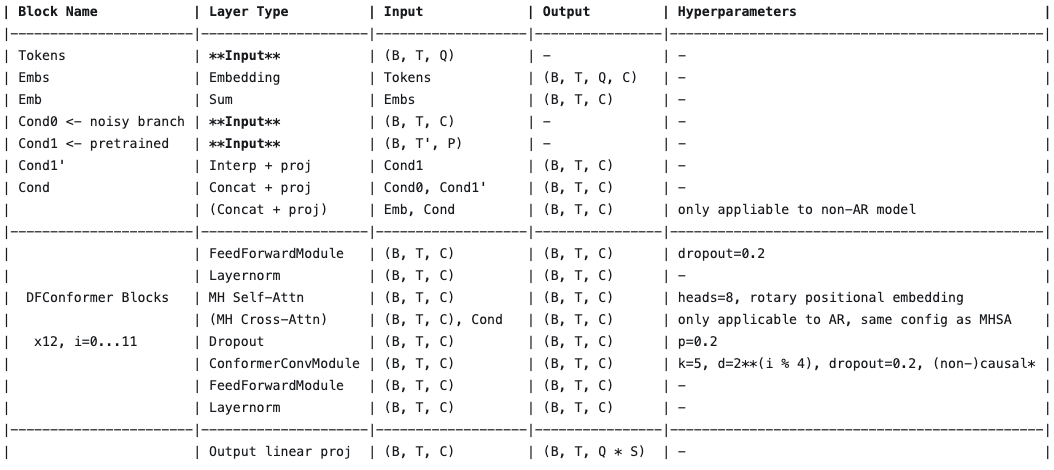 | Block Name            | Layer Type         | Input             | Output          | Hyperparameters                              |
|-----------------------|--------------------|-------------------|----------------|----------------------------------------------|
| Tokens                | **Input**          | (B, T, Q)         | -              | -                                            |
| Embs                  | Embedding          | Tokens            | (B, T, Q, C)   | -                                            |
| Emb                   | Sum                | Embs              | (B, T, C)      | -                                            |
| Cond0 <- noisy branch | **Input**          | (B, T, C)         | -              | -                                            |
| Cond1 <- pretrained   | **Input**          | (B, T', P)        | -              | -                                            |
| Cond1'                | Interp + proj      | Cond1             | (B, T, C)      | -                                            |
| Cond                  | Concat + proj      | Cond0, Cond1'     | (B, T, C)      | -                                            |
|                       | (Concat + proj)    | Emb, Cond         | (B, T, C)      | only appliable to non-AR model               |
|-----------------------|--------------------|-------------------|----------------|----------------------------------------------|
|                       | FeedForwardModule  | (B, T, C)         | (B, T, C)      | dropout=0.2                                  |
|                       | Layernorm          | (B, T, C)         | (B, T, C)      | -                                            |
|  DFConformer Blocks   | MH Self-Attn       | (B, T, C)         | (B, T, C)      | heads=8, rotary positional embedding         |
|                       | (MH Cross-Attn)    | (B, T, C), Cond   | (B, T, C)      | only applicable to AR, same config as MHSA   |
|   x12, i=0...11       | Dropout            | (B, T, C)         | (B, T, C)      | p=0.2                                        |
|                       | ConformerConvModule | (B, T, C)        | (B, T, C)      | k=5, d=2**(i % 4), dropout=0.2, (non-)causal* |
|                       | FeedForwardModule  | (B, T, C)         | (B, T, C)      | -                                            |
|                       | Layernorm          | (B, T, C)         | (B, T, C)      | -                                            |
|-----------------------|--------------------|-------------------|----------------|----------------------------------------------|
|                       | Output linear proj | (B, T, C)         | (B, T, Q * S)  | -                                            |